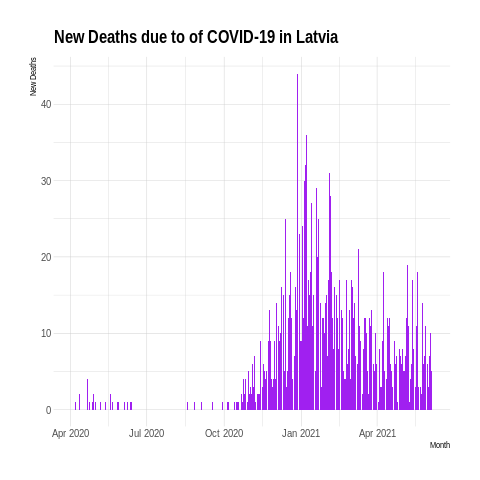 New Deaths due to of COVID-19 in Latvia
New Deaths
40
30
20
10
0
Apr 2020 Jul 2020 Oct 2020 Jan 2021 Apr 2021
Month